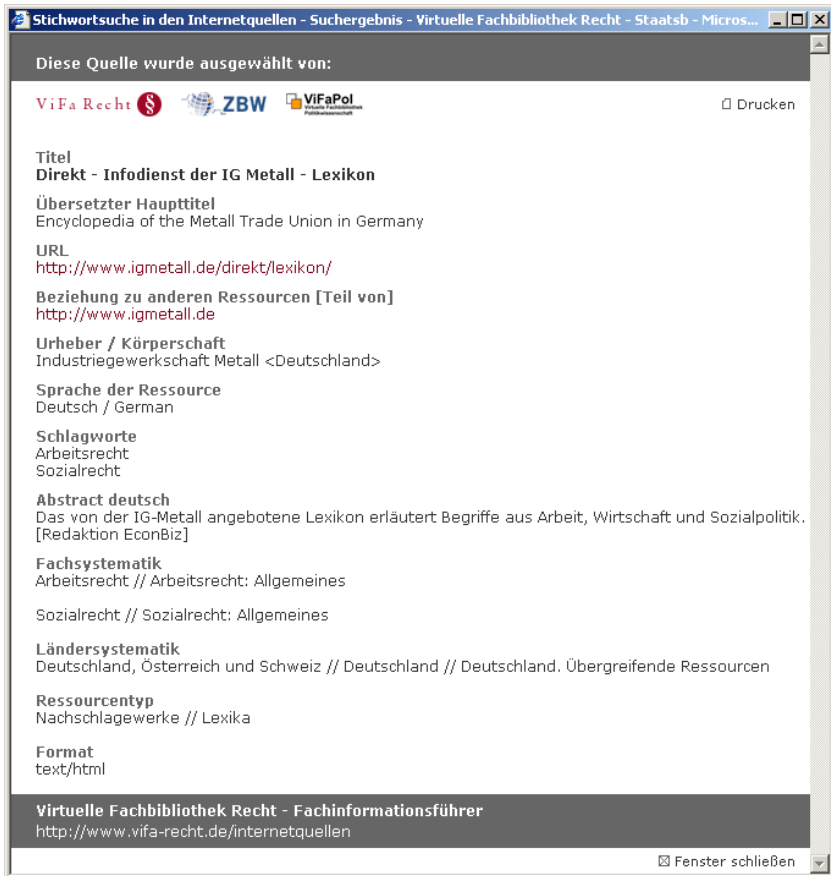 Stichwortsuche in den Internetquellen - Suchergebnis - Virtuelle Fachbibliothek Recht - Staatsb - Micros...
Diese Quelle wurde ausgewählt von:
ViFa Recht § ZBW ViFaPol
Virtuelle Fachbibliothek
Politikwissenschaft
Drucken
Titel
Direkt - Infodienst der IG Metall - Lexikon
Übersetzter Haupttitel
Encyclopedia of the Metall Trade Union in Germany
URL
http://www.igmetall.de/direkt/lexikon/
Beziehung zu anderen Ressourcen [Teil von]
http://www.igmetall.de
Urheber / Körperschaft
Industriegewerkschaft Metall <Deutschland>
Sprache der Ressource
Deutsch / German
Schlagworte
Arbeitsrecht
Sozialrecht
Abstract deutsch
Das von der IG-Metall angebotene Lexikon erläutert Begriffe aus Arbeit, Wirtschaft und Sozialpolitik.
[Redaktion EconBiz]
Fachsystematik
Arbeitsrecht // Arbeitsrecht: Allgemeines
Sozialrecht // Sozialrecht: Allgemeines
Ländersystematik
Deutschland, Österreich und Schweiz // Deutschland // Deutschland. Übergreifende Ressourcen
Ressourcentyp
Nachschlagewerke // Lexika
Format
text/html
Virtuelle Fachbibliothek Recht - Fachinformationsführer
http://www.vifa-recht.de/internetquellen
Fenster schließen